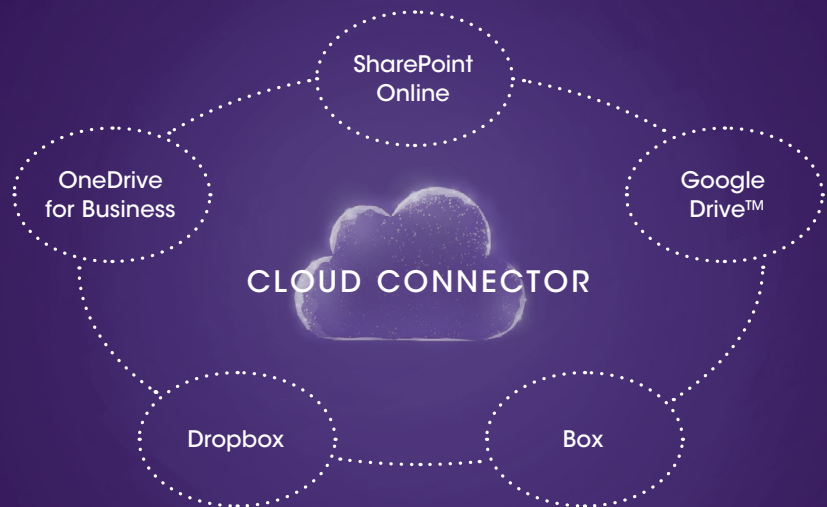 SharePoint
Online
OneDrive
for Business
Google
Drive™
CLOUD CONNECTOR
Dropbox
Box